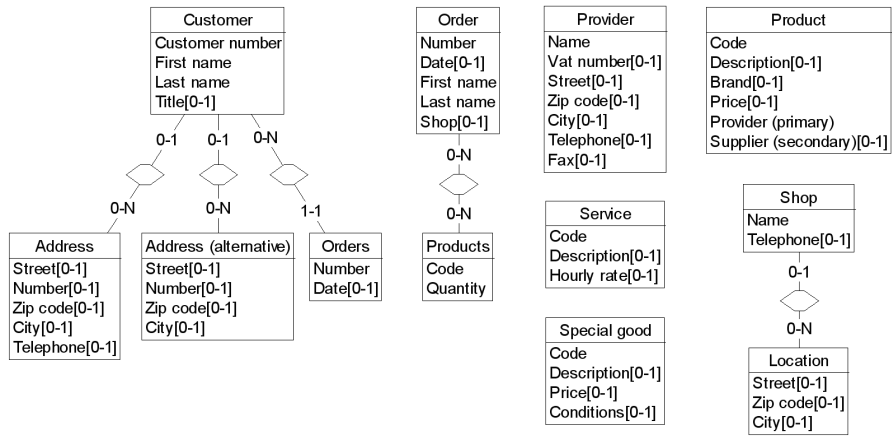 Customer
Customer number
First name
Last name
Title[0-1]
0-1
0-1
0-N
0-N
0-N
1-1
Address
Street[0-1]
Number[0-1]
Zip code[0-1]
City[0-1]
Telephone[0-1]
Address (alternative)
Street[0-1]
Number[0-1]
Zip code[0-1]
City[0-1]
Orders
Number
Date[0-1]
Order
Number
Date[0-1]
First name
Last name
Shop[0-1]
0-N
0-N
Products
Code
Quantity
Provider
Name
Vat number[0-1]
Street[0-1]
Zip code[0-1]
City[0-1]
Telephone[0-1]
Fax[0-1]
Service
Code
Description[0-1]
Hourly rate[0-1]
Special good
Code
Description[0-1]
Price[0-1]
Conditions[0-1]
Product
Code
Description[0-1]
Brand[0-1]
Price[0-1]
Provider (primary)
Supplier (secondary)[0-1]
Shop
Name
Telephone[0-1]
0-1
0-N
Location
Street[0-1]
Zip code[0-1]
City[0-1]